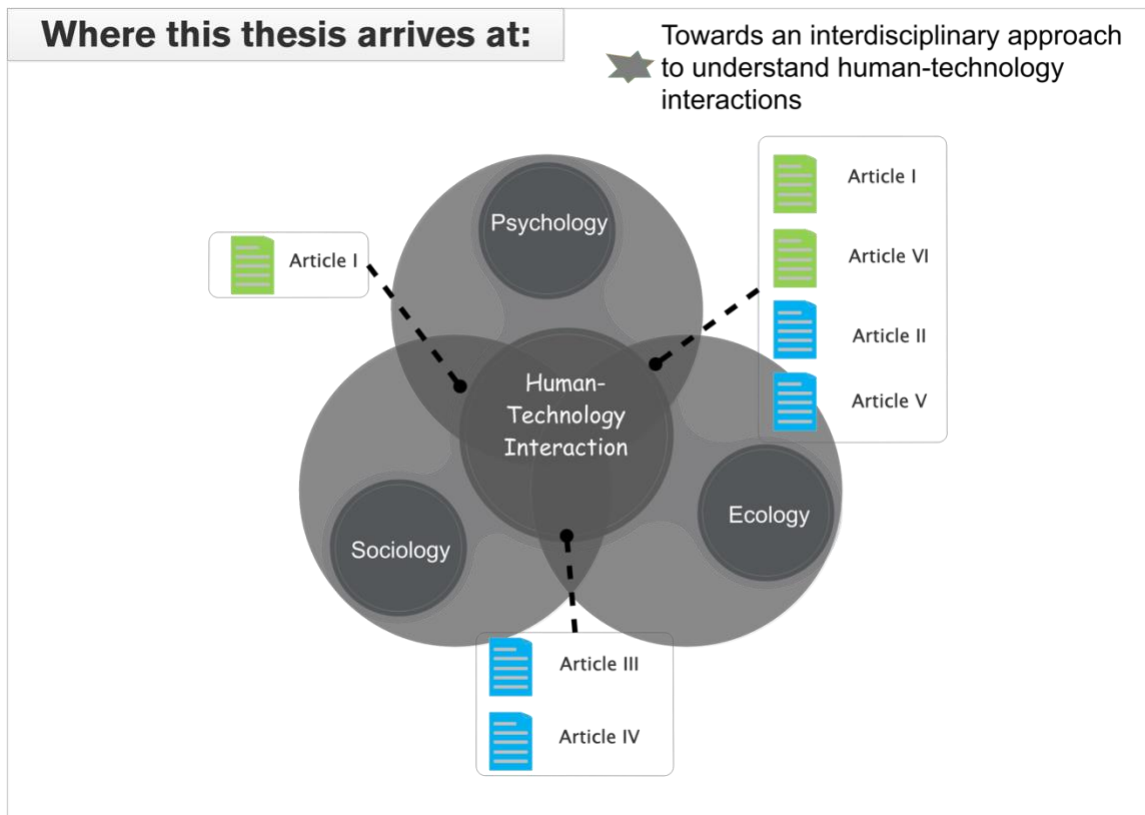 Where this thesis arrives at:
Towards an interdisciplinary approach
to understand human-technology
interactions
Psychology
Article I
Article I
Article VI
Article II
Article V
Human-
Technology
Interaction
Sociology
Ecology
Article III
Article IV